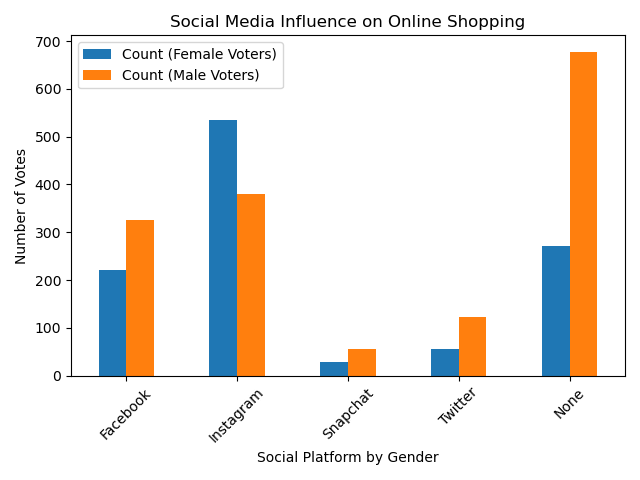 Social Media Influence on Online Shopping
Count (Female Voters)
Count (Male Voters)
Number of Votes
700
600
500
400
300
200
100
0
Facebook
Instagram
Snapchat
Twitter
None
Social Platform by Gender